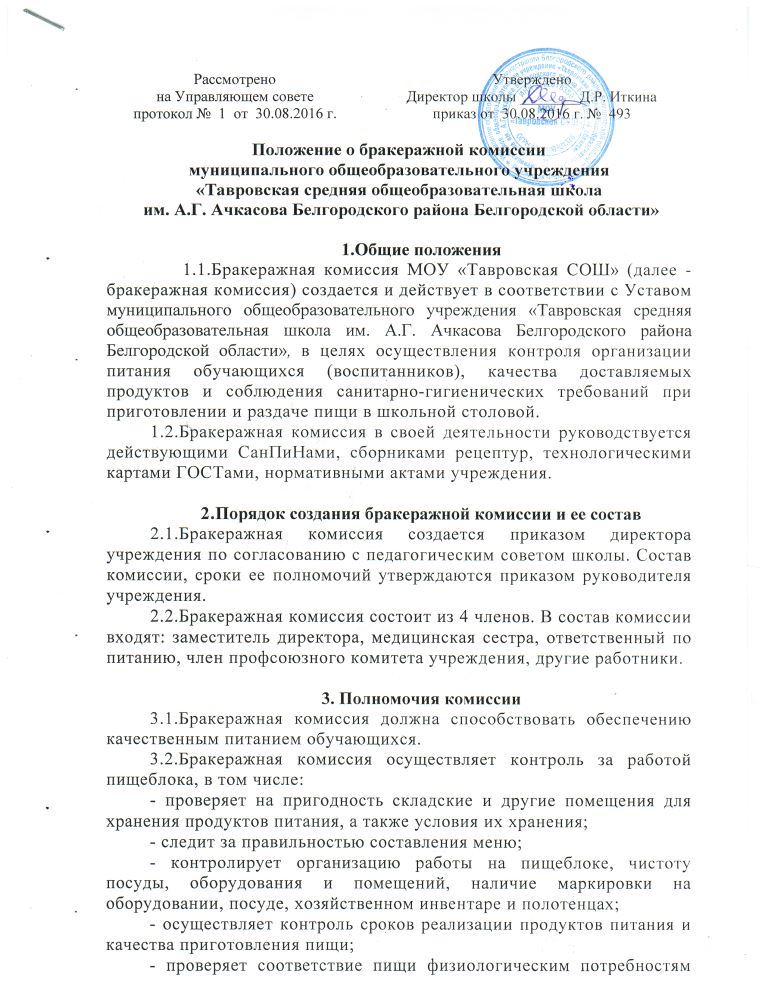 Рассмотрено
на Управляющем совете
протокол № 1 от 30.08.2016 г.
Утверждено
Директор школы Д.Р. Иткина
приказ от 30.08.2016 г. № 493
Положение о бракеражной комиссии
муниципального общеобразовательного учреждения
«Тавровская средняя общеобразовательная школа
им. А.Г. Ачкасова Белгородского района Белгородской области»
1.Общие положения
1.1.Бракеражная комиссия МОУ «Тавровская СОШ» (далее -
бракеражная комиссия) создается и действует в соответствии с Уставом
муниципального общеобразовательного учреждения «Тавровская средняя
общеобразовательная школа им. А.Г. Ачкасова Белгородского района
Белгородской области», в целях осуществления контроля организации
питания обучающихся (воспитанников), качества доставляемых
продуктов и соблюдения санитарно-гигиенических требований при
приготовлении и раздаче пищи в школьной столовой.
1.2.Бракеражная комиссия в своей деятельности руководствуется
действующими СанПиНами, сборниками рецептур, технологическими
картами ГОСТами, нормативными актами учреждения.
2.Порядок создания бракеражной комиссии и ее состав
2.1.Бракеражная комиссия создается приказом директора
учреждения по согласованию с педагогическим советом школы. Состав
комиссии, сроки ее полномочий утверждаются приказом руководителя
учреждения.
2.2.Бракеражная комиссия состоит из 4 членов. В состав комиссии
входят: заместитель директора, медицинская сестра, ответственный по
питанию, член профсоюзного комитета учреждения, другие работники.
3. Полномочия комиссии
3.1.Бракеражная комиссия должна способствовать обеспечению
качественным питанием обучающихся.
3.2.Бракеражная комиссия осуществляет контроль за работой
пищеблока, в том числе:
- проверяет на пригодность складские и другие помещения для
хранения продуктов питания, а также условия их хранения;
- следит за правильностью составления меню;
- контролирует организацию работы на пищеблоке, чистоту
посуды, оборудования и помещений, наличие маркировки на
оборудовании, посуде, хозяйственном инвентаре и полотенцах;
- осуществляет контроль сроков реализации продуктов питания и
качества приготовления пищи;
- проверяет соответствие пищи физиологическим потребностям